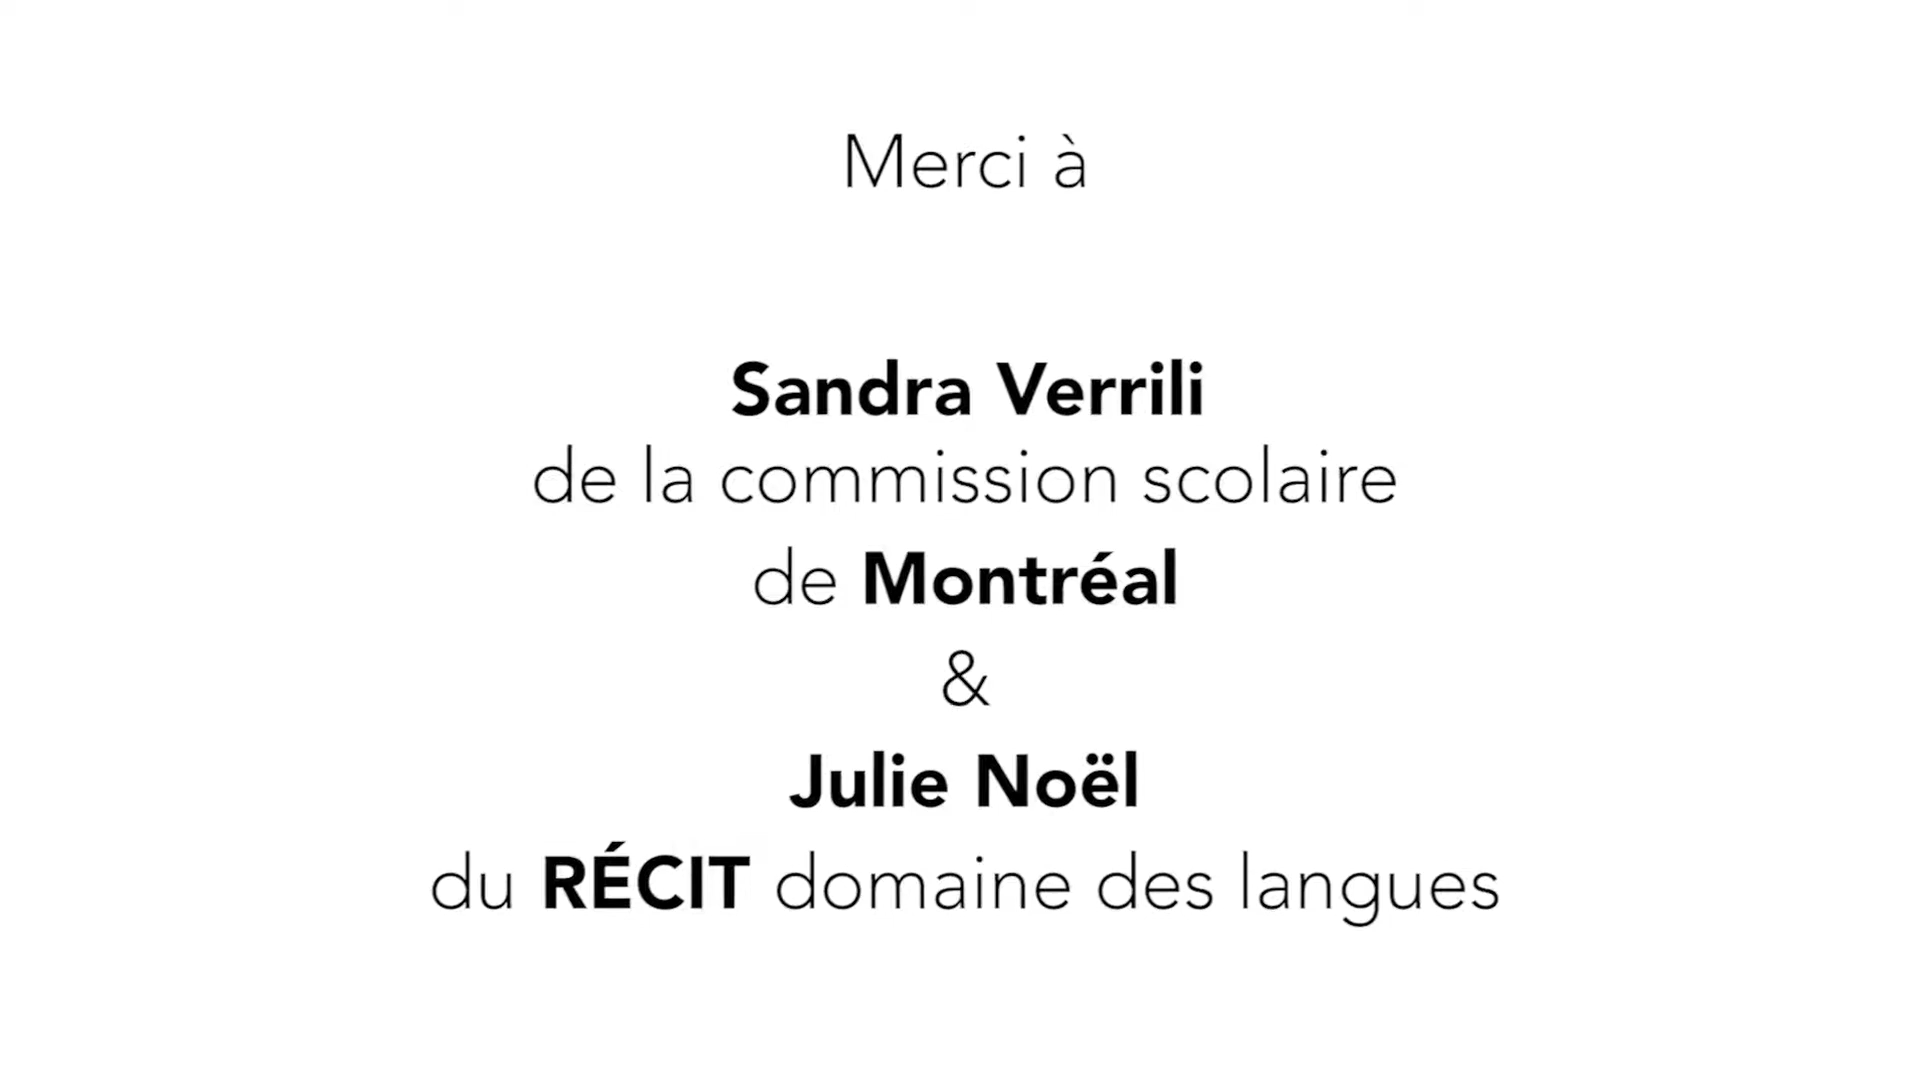 Merci à
Sandra Verrili
de la commission scolaire
de Montréal
&
Julie Noël
du RÉCIT domaine des langues